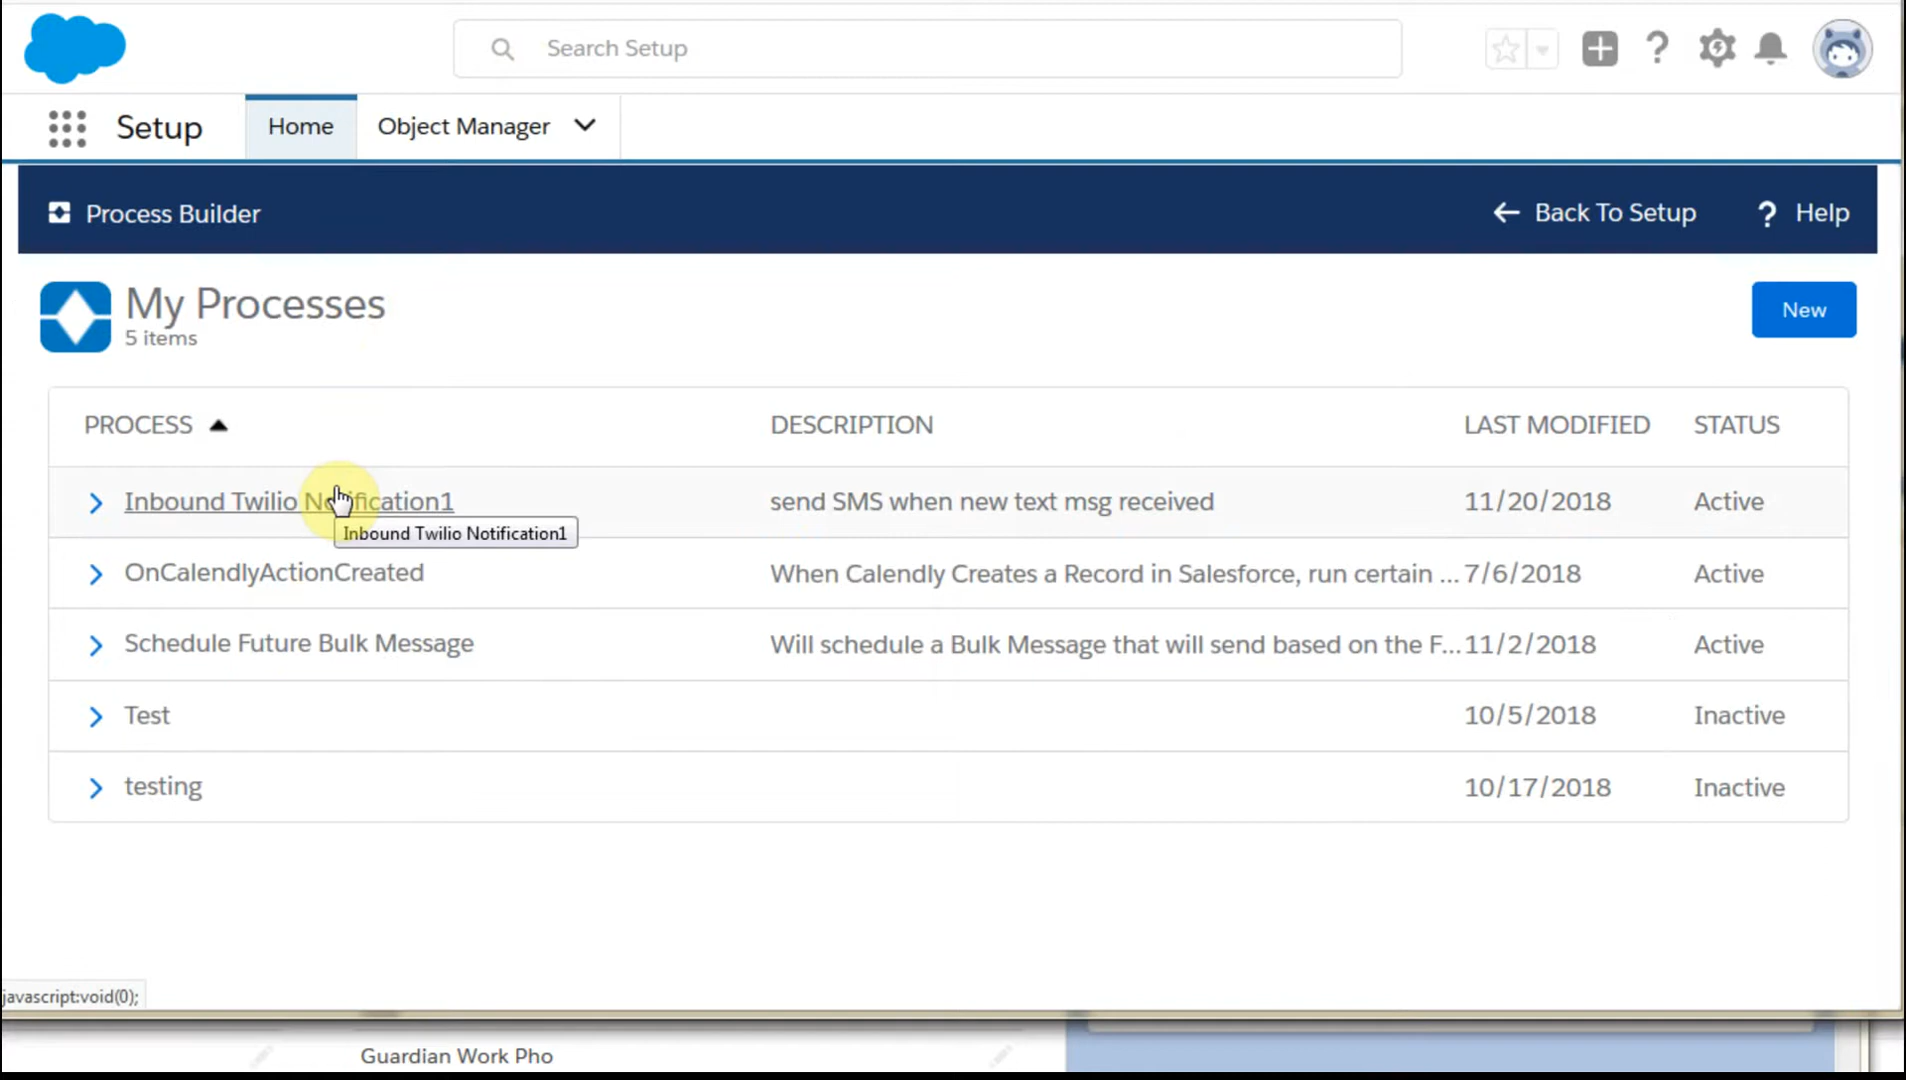 Search Setup
Setup
Home
Object Manager
Process Builder
Back To Setup
? Help
My Processes
5 items
New
PROCESS DESCRIPTION LAST MODIFIED STATUS
Inbound Twilio Notification1 send SMS when new text msg received 11/20/2018 Active
Inbound Twilio Notification1
OnCalendlyActionCreated When Calendly Creates a Record in Salesforce, run certain ... 7/6/2018 Active
Schedule Future Bulk Message Will schedule a Bulk Message that will send based on the F... 11/2/2018 Active
Test 10/5/2018 Inactive
testing 10/17/2018 Inactive
javascript:void(0);
Guardian Work Pho